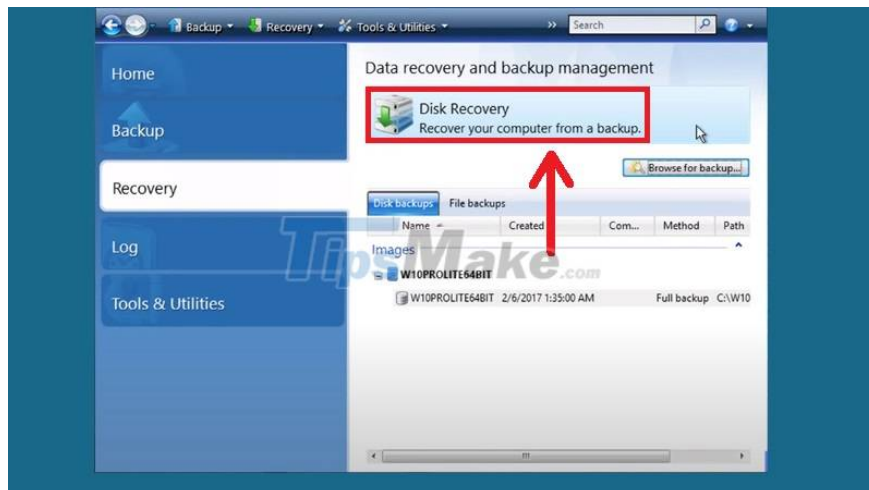 Backup Recovery Tools & Utilities » Search
Home
Backup
Recovery
Log
Tools & Utilities
Data recovery and backup management
Disk Recovery
Recover your computer from a backup.
Browse for backup...
Disk backups File backups
Name Created Com... Method Path
Images
W10PROLITE64BIT
W10PROLITE64BIT 2/6/2017 1:35:00 AM Full backup C:\W10
TipsMake.com